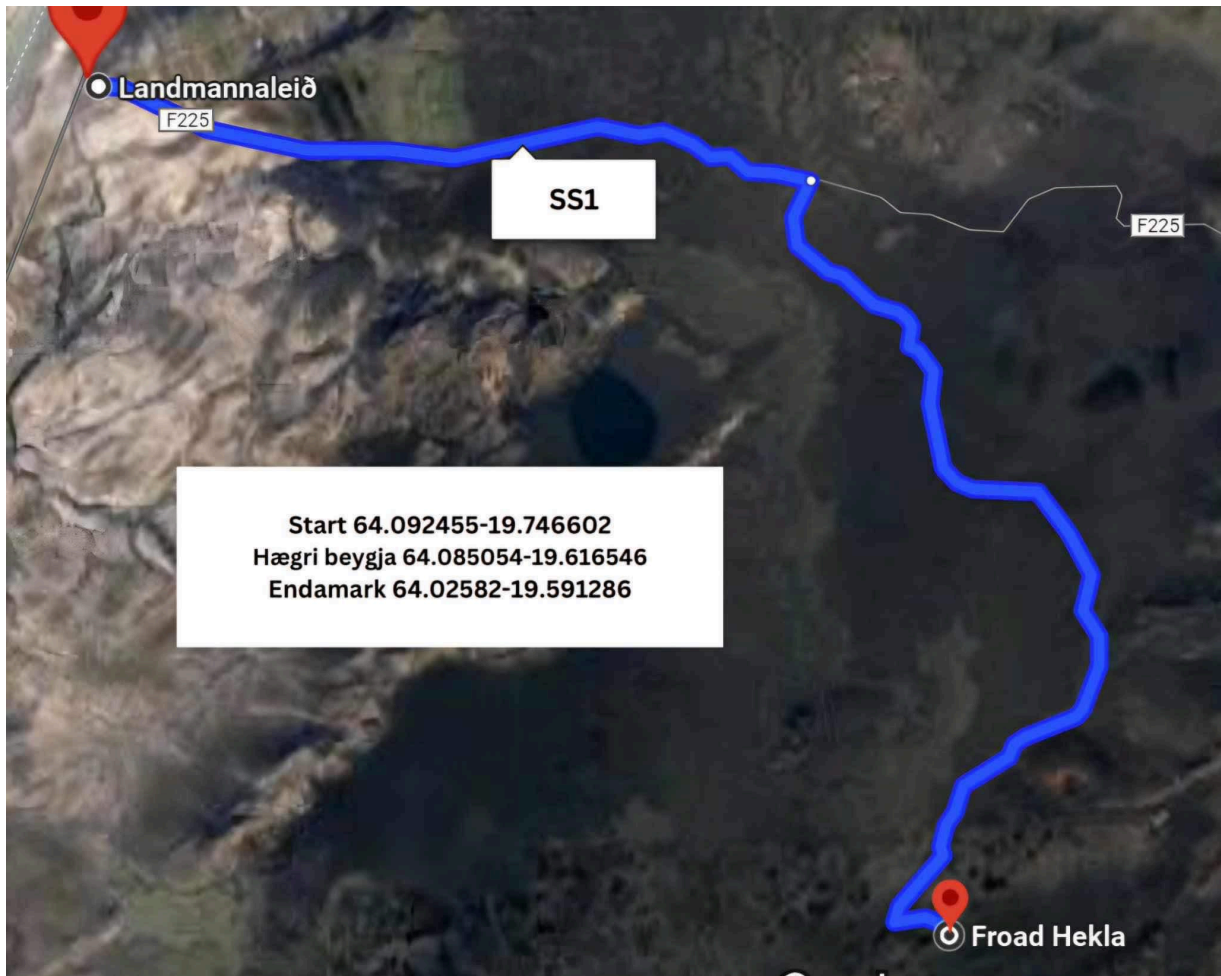 Landmannaleið
F225
SS1
F225
Start 64.092455-19.746602
Hægri beygja 64.085054-19.616546
Endamark 64.02582-19.591286
Froad Hekla